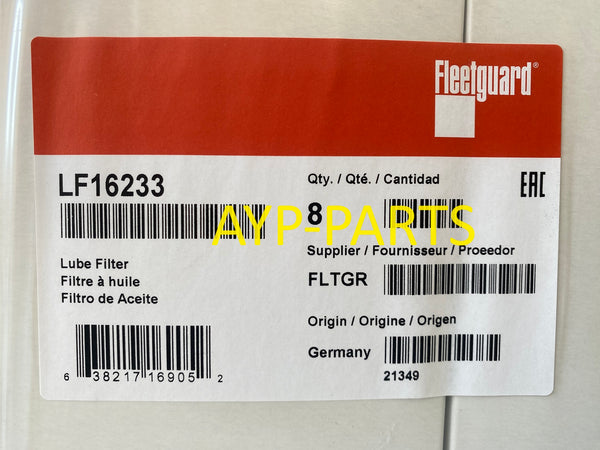 Fleetguard®
LF16233
Qty. / Qté. / Cantidad
EAC
8
AYP-PARTS
Supplier / Fournisseur / Proeedor
Lube Filter
Filtre à huile
Filtro de Aceite
FLTGR
Origin / Origine / Origen
Germany
21349
6 38217 16905 2